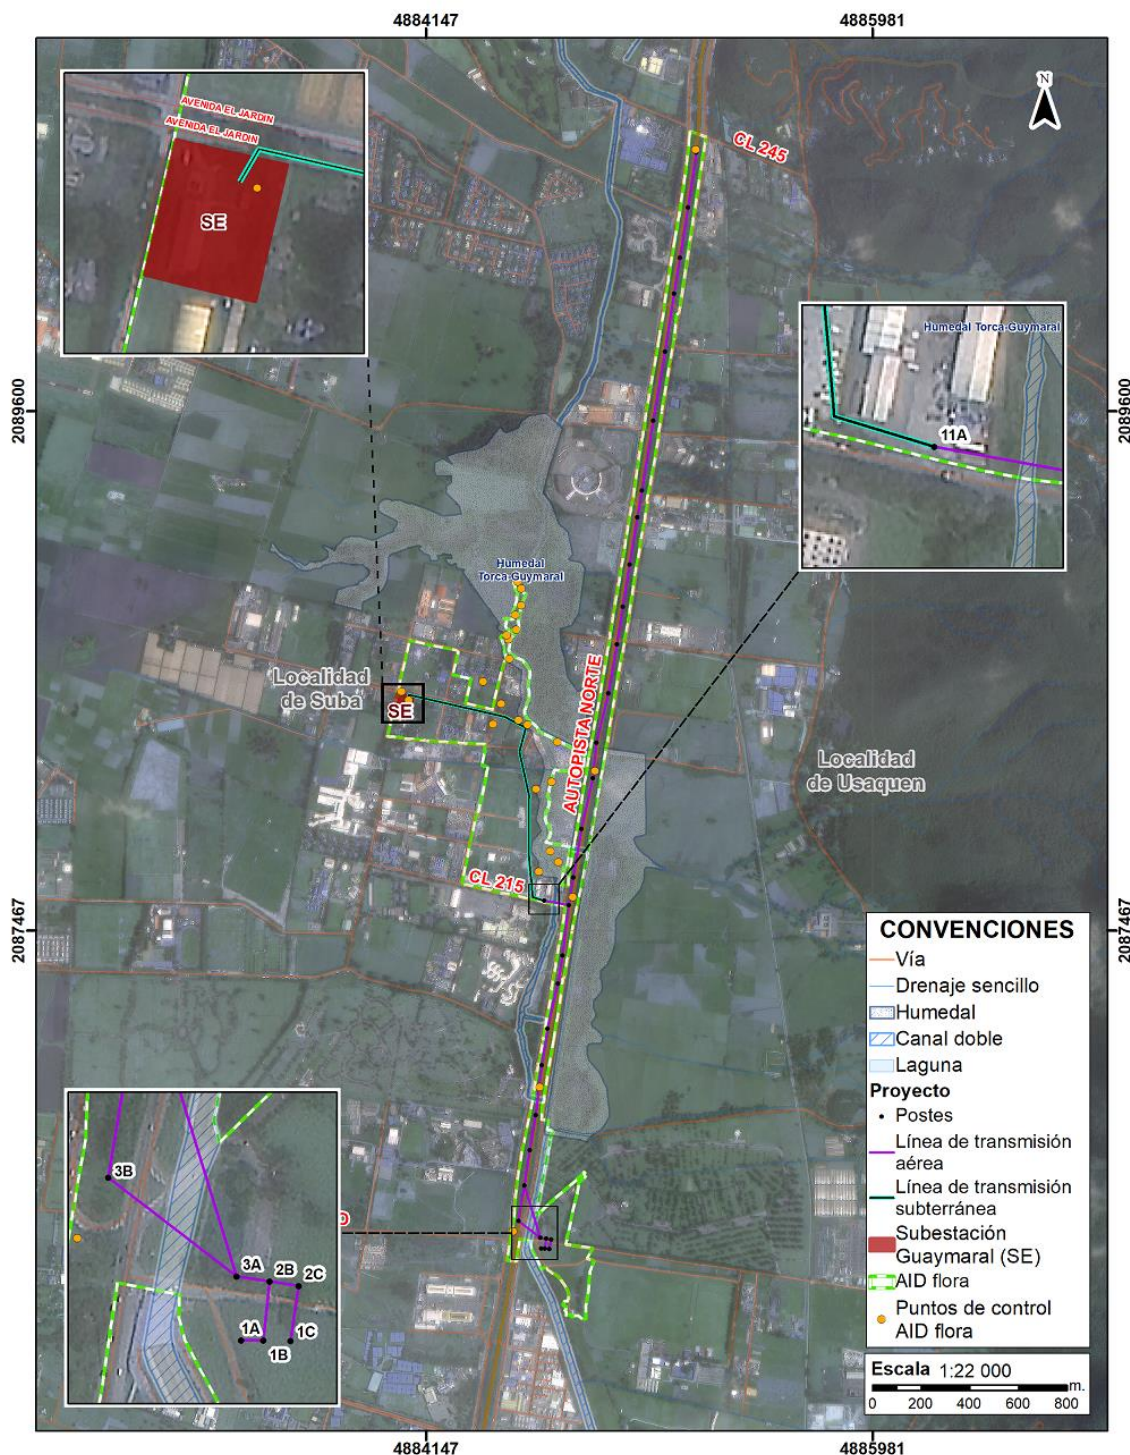 4884147
4885981
2089600
2089600
2087467
2087467
4884147
4885981
N
AVENIDA EL JARDIN
AVENIDA EL JARDIN
SE
CL 245
Humedal Torca-Guymaral
11A
Humedal
Torca-Guymaral
Localidad
de Suba
SE
AUTOPISTA NORTE
Localidad
de Usaquen
CL 215
3B
3A
2B
2C
1A
1B
1C
CONVENCIONES
Vía
Drenaje sencillo
Humedal
Canal doble
Laguna
Proyecto
Postes
Línea de transmisión
aérea
Línea de transmisión
subterránea
Subestación
Guaymaral (SE)
AID flora
Puntos de control
AID flora
Escala 1:22 000
0 200 400 600 800 m.